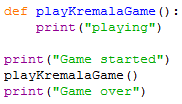 def playKremalaGame():
    print("playing")

print("Game started")
playKremalaGame()
print("Game over")